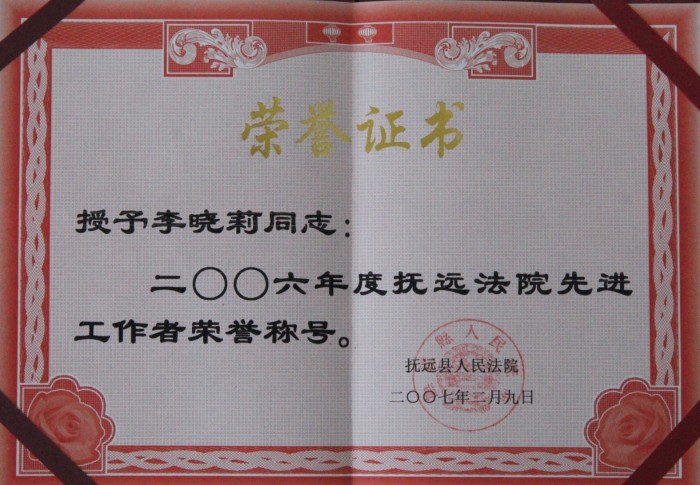 荣誉证书
授予李晓莉同志：
二〇〇六年度抚远法院先进
工作者荣誉称号。
抚远县人民法院
二〇〇七年二月九日